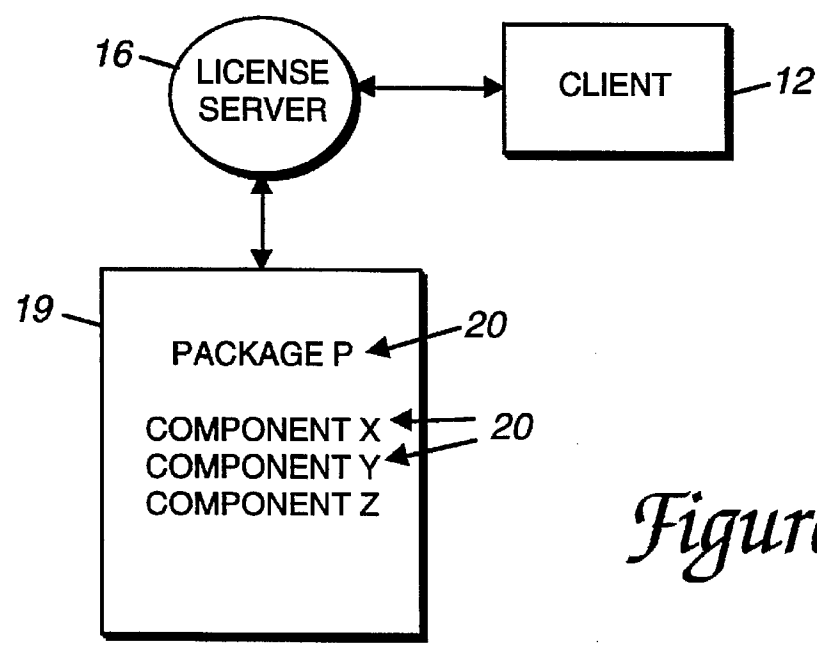 16
LICENSE
SERVER
CLIENT
12
19
PACKAGE P
20
COMPONENT X
COMPONENT Y
20
COMPONENT Z